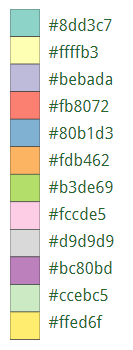 #8dd3c7
#ffffb3
#bebada
#fb8072
#80b1d3
#fdb462
#b3de69
#fccde5
#d9d9d9
#bc80bd
#ccebc5
#ffed6f